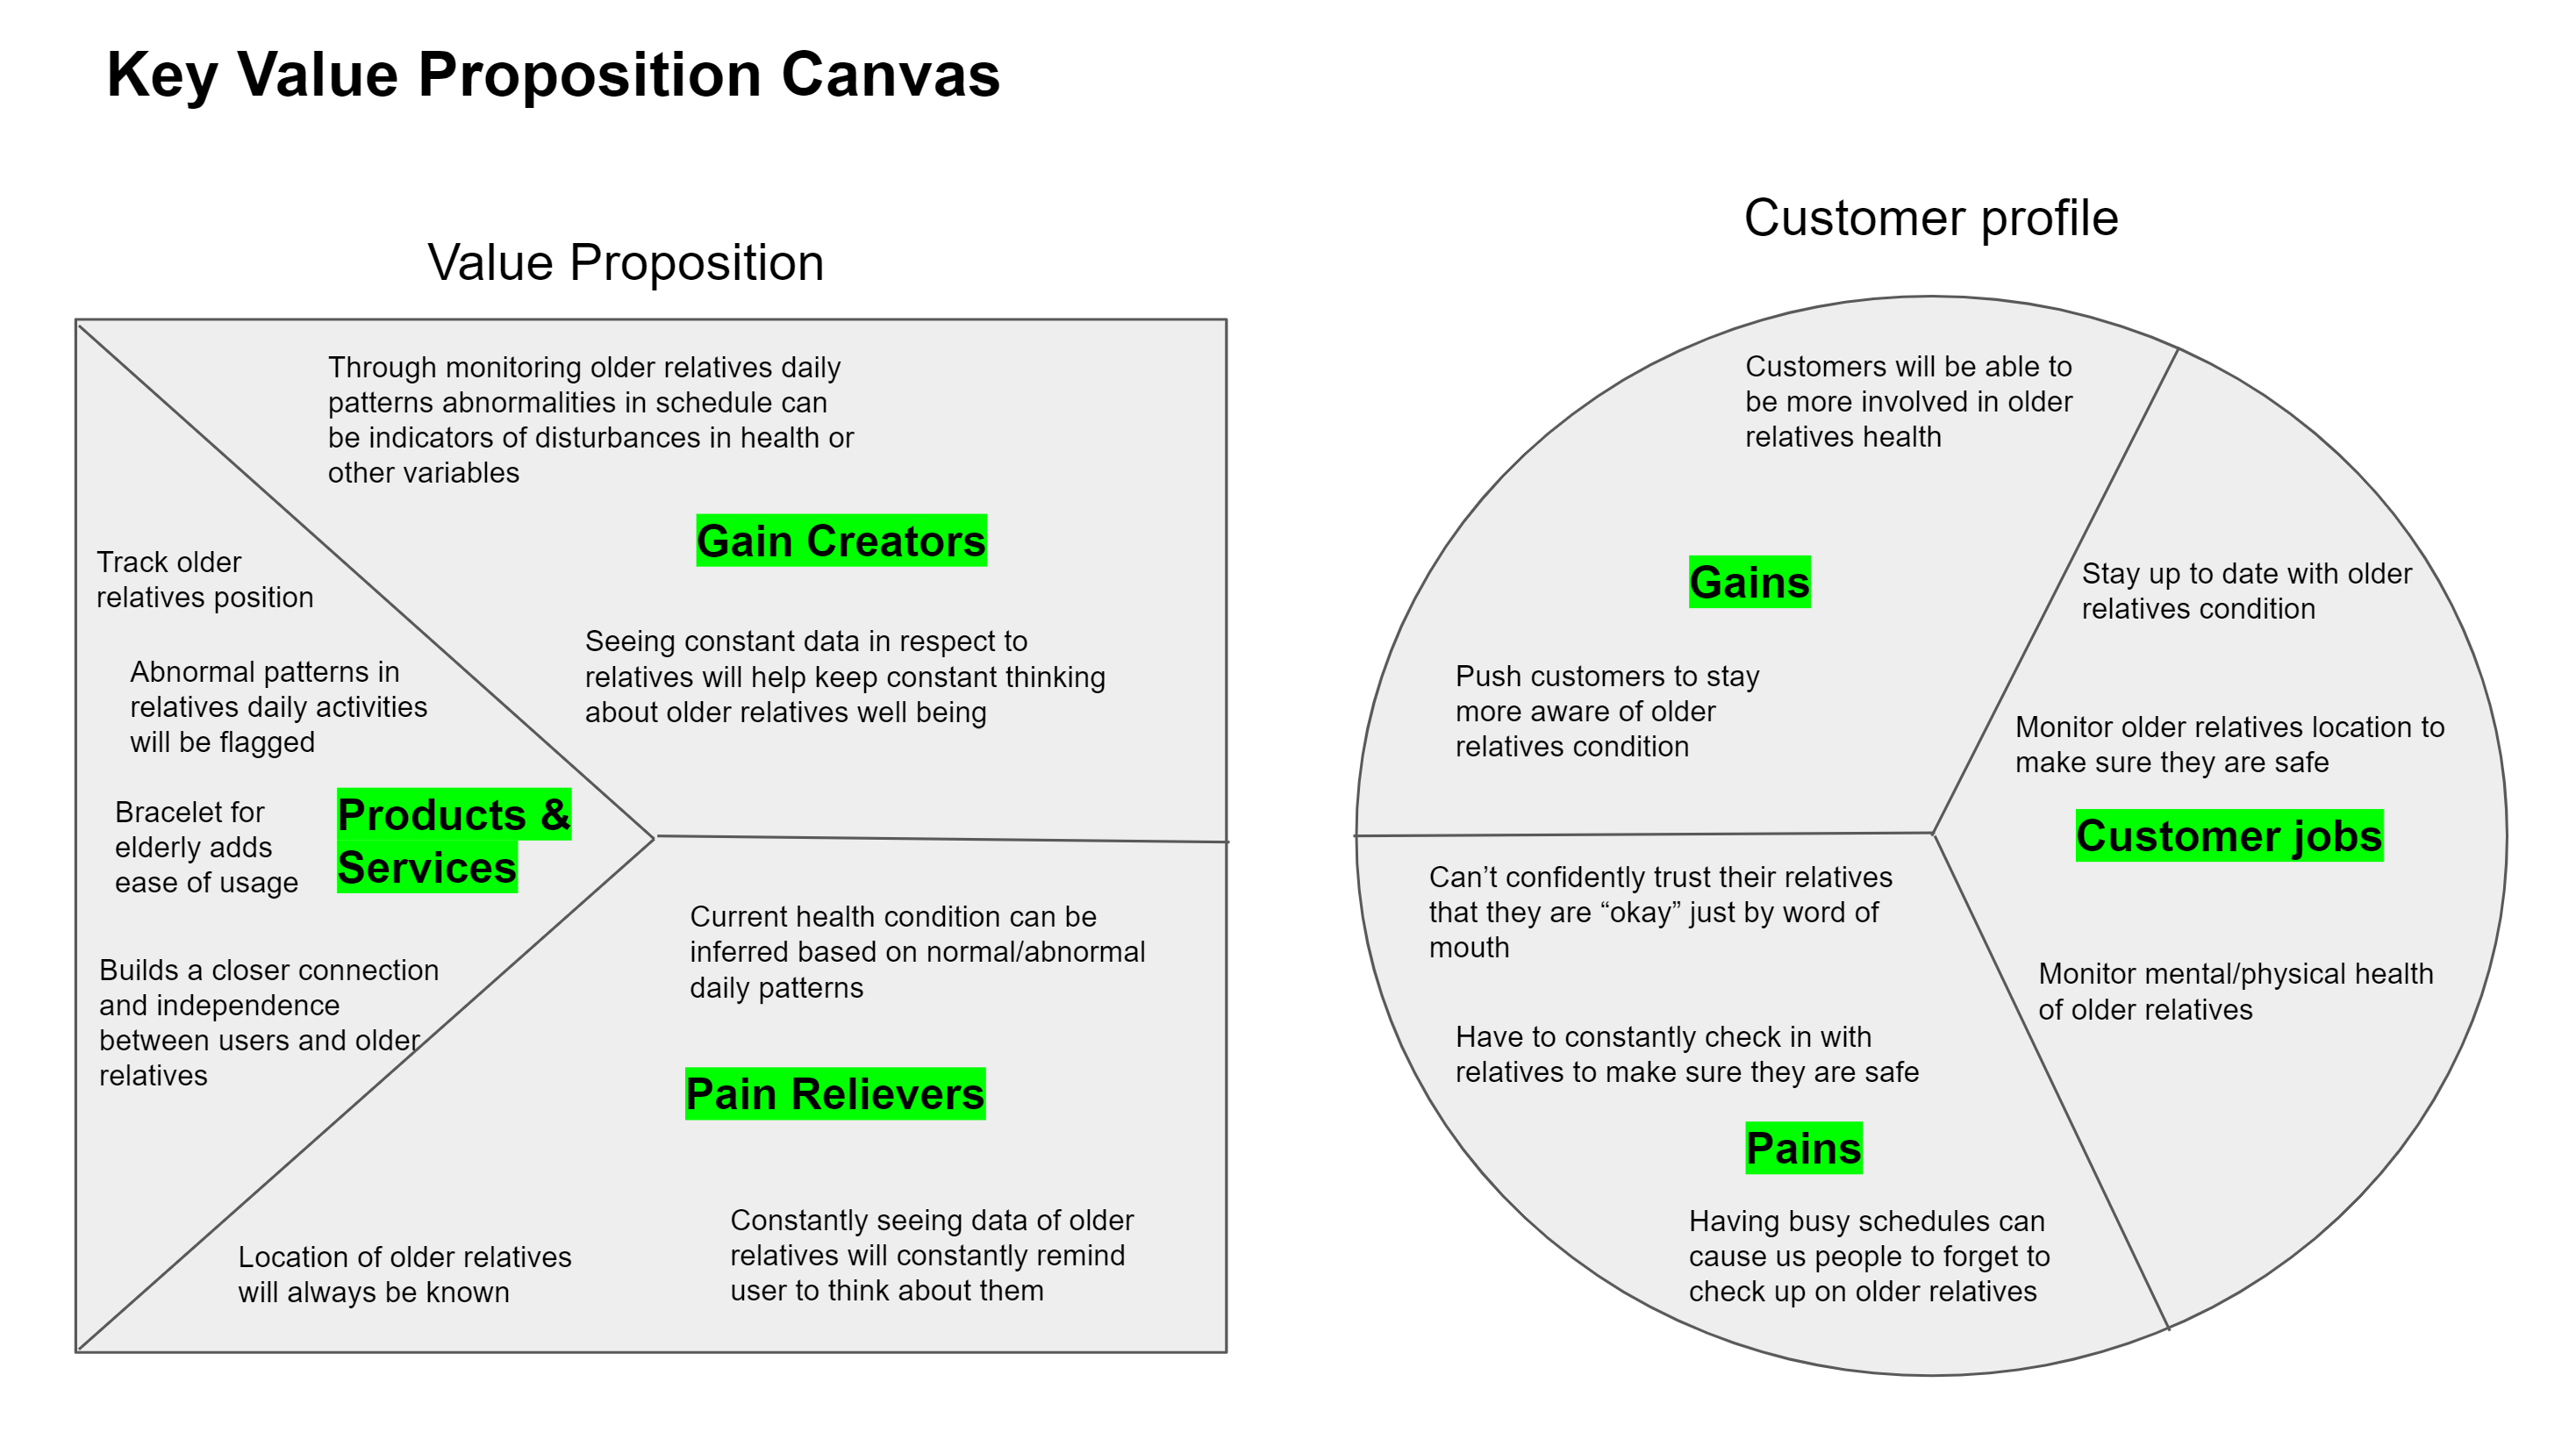 Key Value Proposition Canvas
Value Proposition
Through monitoring older relatives daily
patterns abnormalities in schedule can
be indicators of disturbances in health or
other variables
Gain Creators
Seeing constant data in respect to
relatives will help keep constant thinking
about older relatives well being
Track older
relatives position
Abnormal patterns in
relatives daily activities
will be flagged
Bracelet for
elderly adds
ease of usage
Products &
Services
Builds a closer connection
and independence
between users and older
relatives
Current health condition can be
inferred based on normal/abnormal
daily patterns
Pain Relievers
Constantly seeing data of older
relatives will constantly remind
user to think about them
Location of older relatives
will always be known
Customer profile
Customers will be able to
be more involved in older
relatives health
Gains
Push customers to stay
more aware of older
relatives condition
Stay up to date with older
relatives condition
Monitor older relatives location to
make sure they are safe
Customer jobs
Monitor mental/physical health
of older relatives
Can’t confidently trust their relatives
that they are “okay” just by word of
mouth
Have to constantly check in with
relatives to make sure they are safe
Pains
Having busy schedules can
cause us people to forget to
check up on older relatives